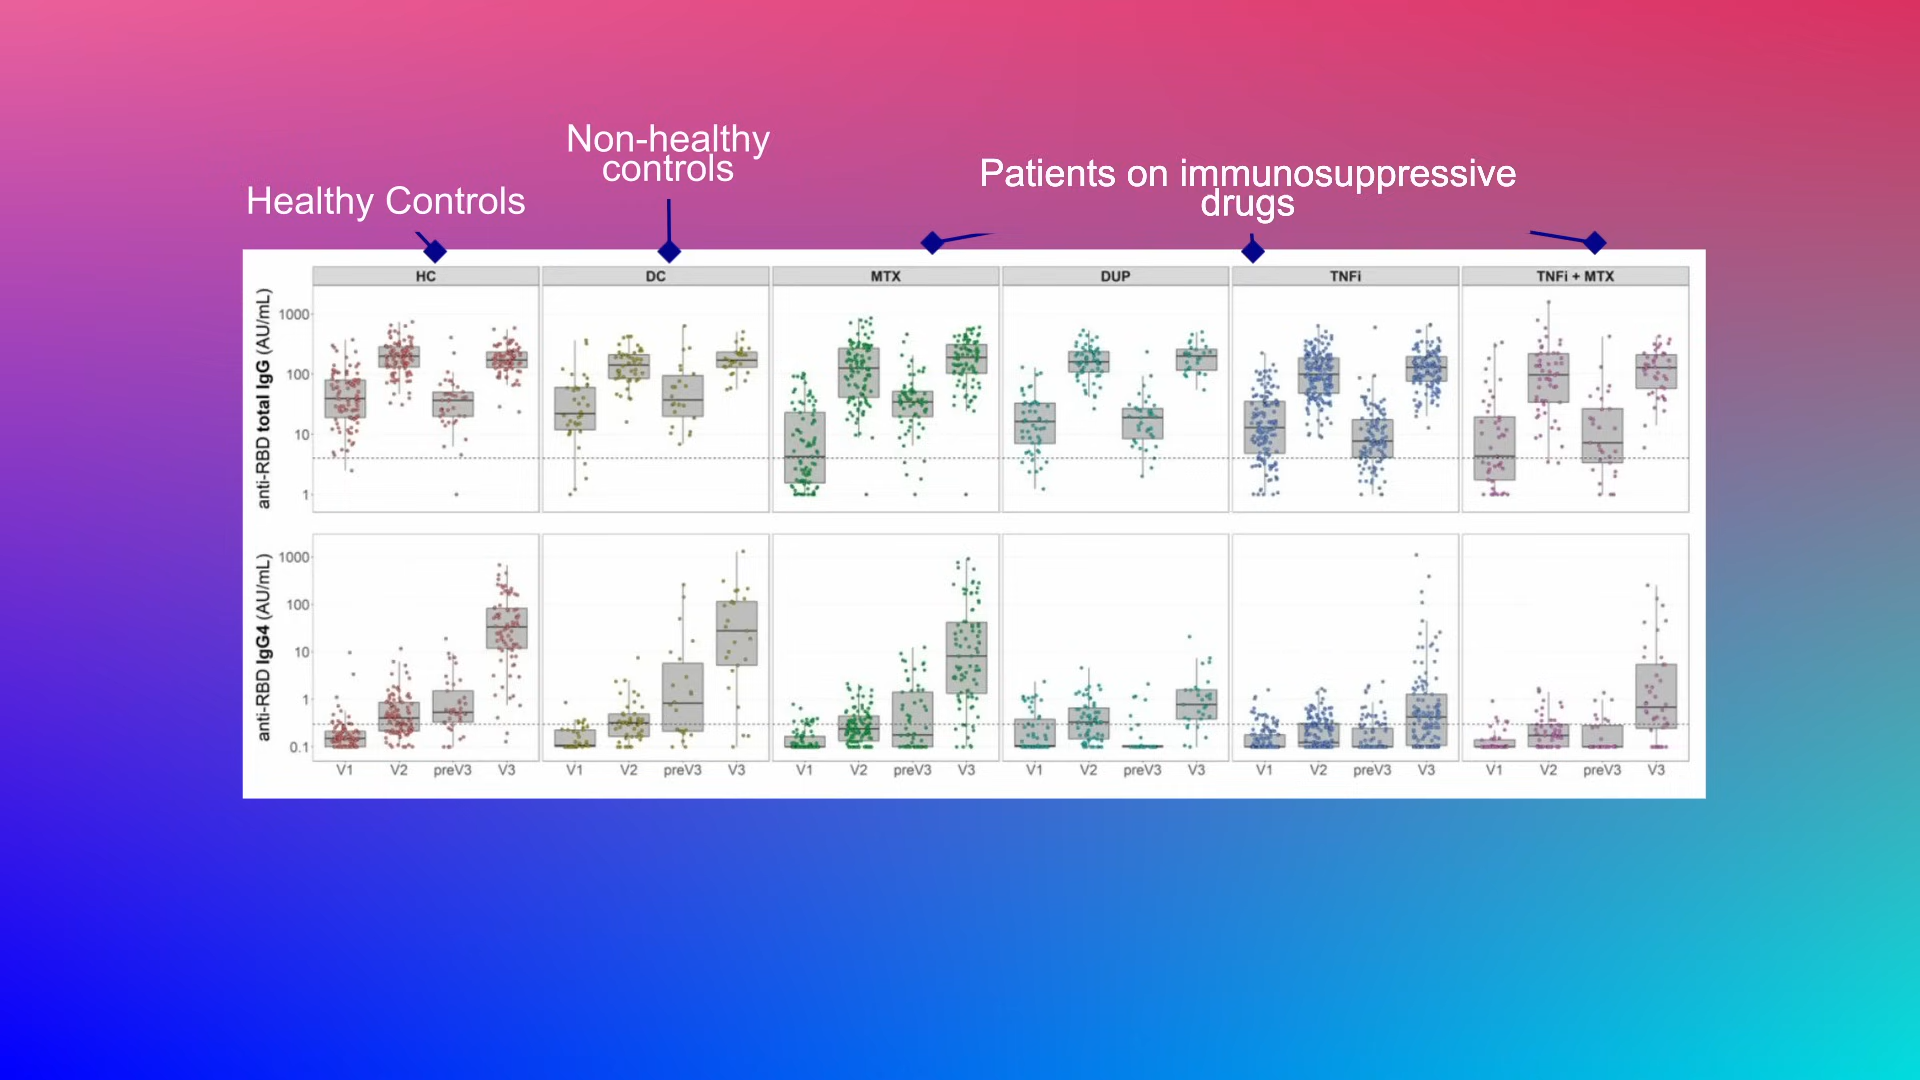 Non-healthy
controls
Patients on immunosuppressive
drugs
Healthy Controls
HC DC MTX DUP TNFi TNFi + MTX
anti-RBD total IgG (AU/mL)
1000
100
10
1
anti-RBD IgG4 (AU/mL)
1000
100
10
1
0.1
V1 V2 preV3 V3 V1 V2 preV3 V3 V1 V2 preV3 V3 V1 V2 preV3 V3 V1 V2 preV3 V3 V1 V2 preV3 V3